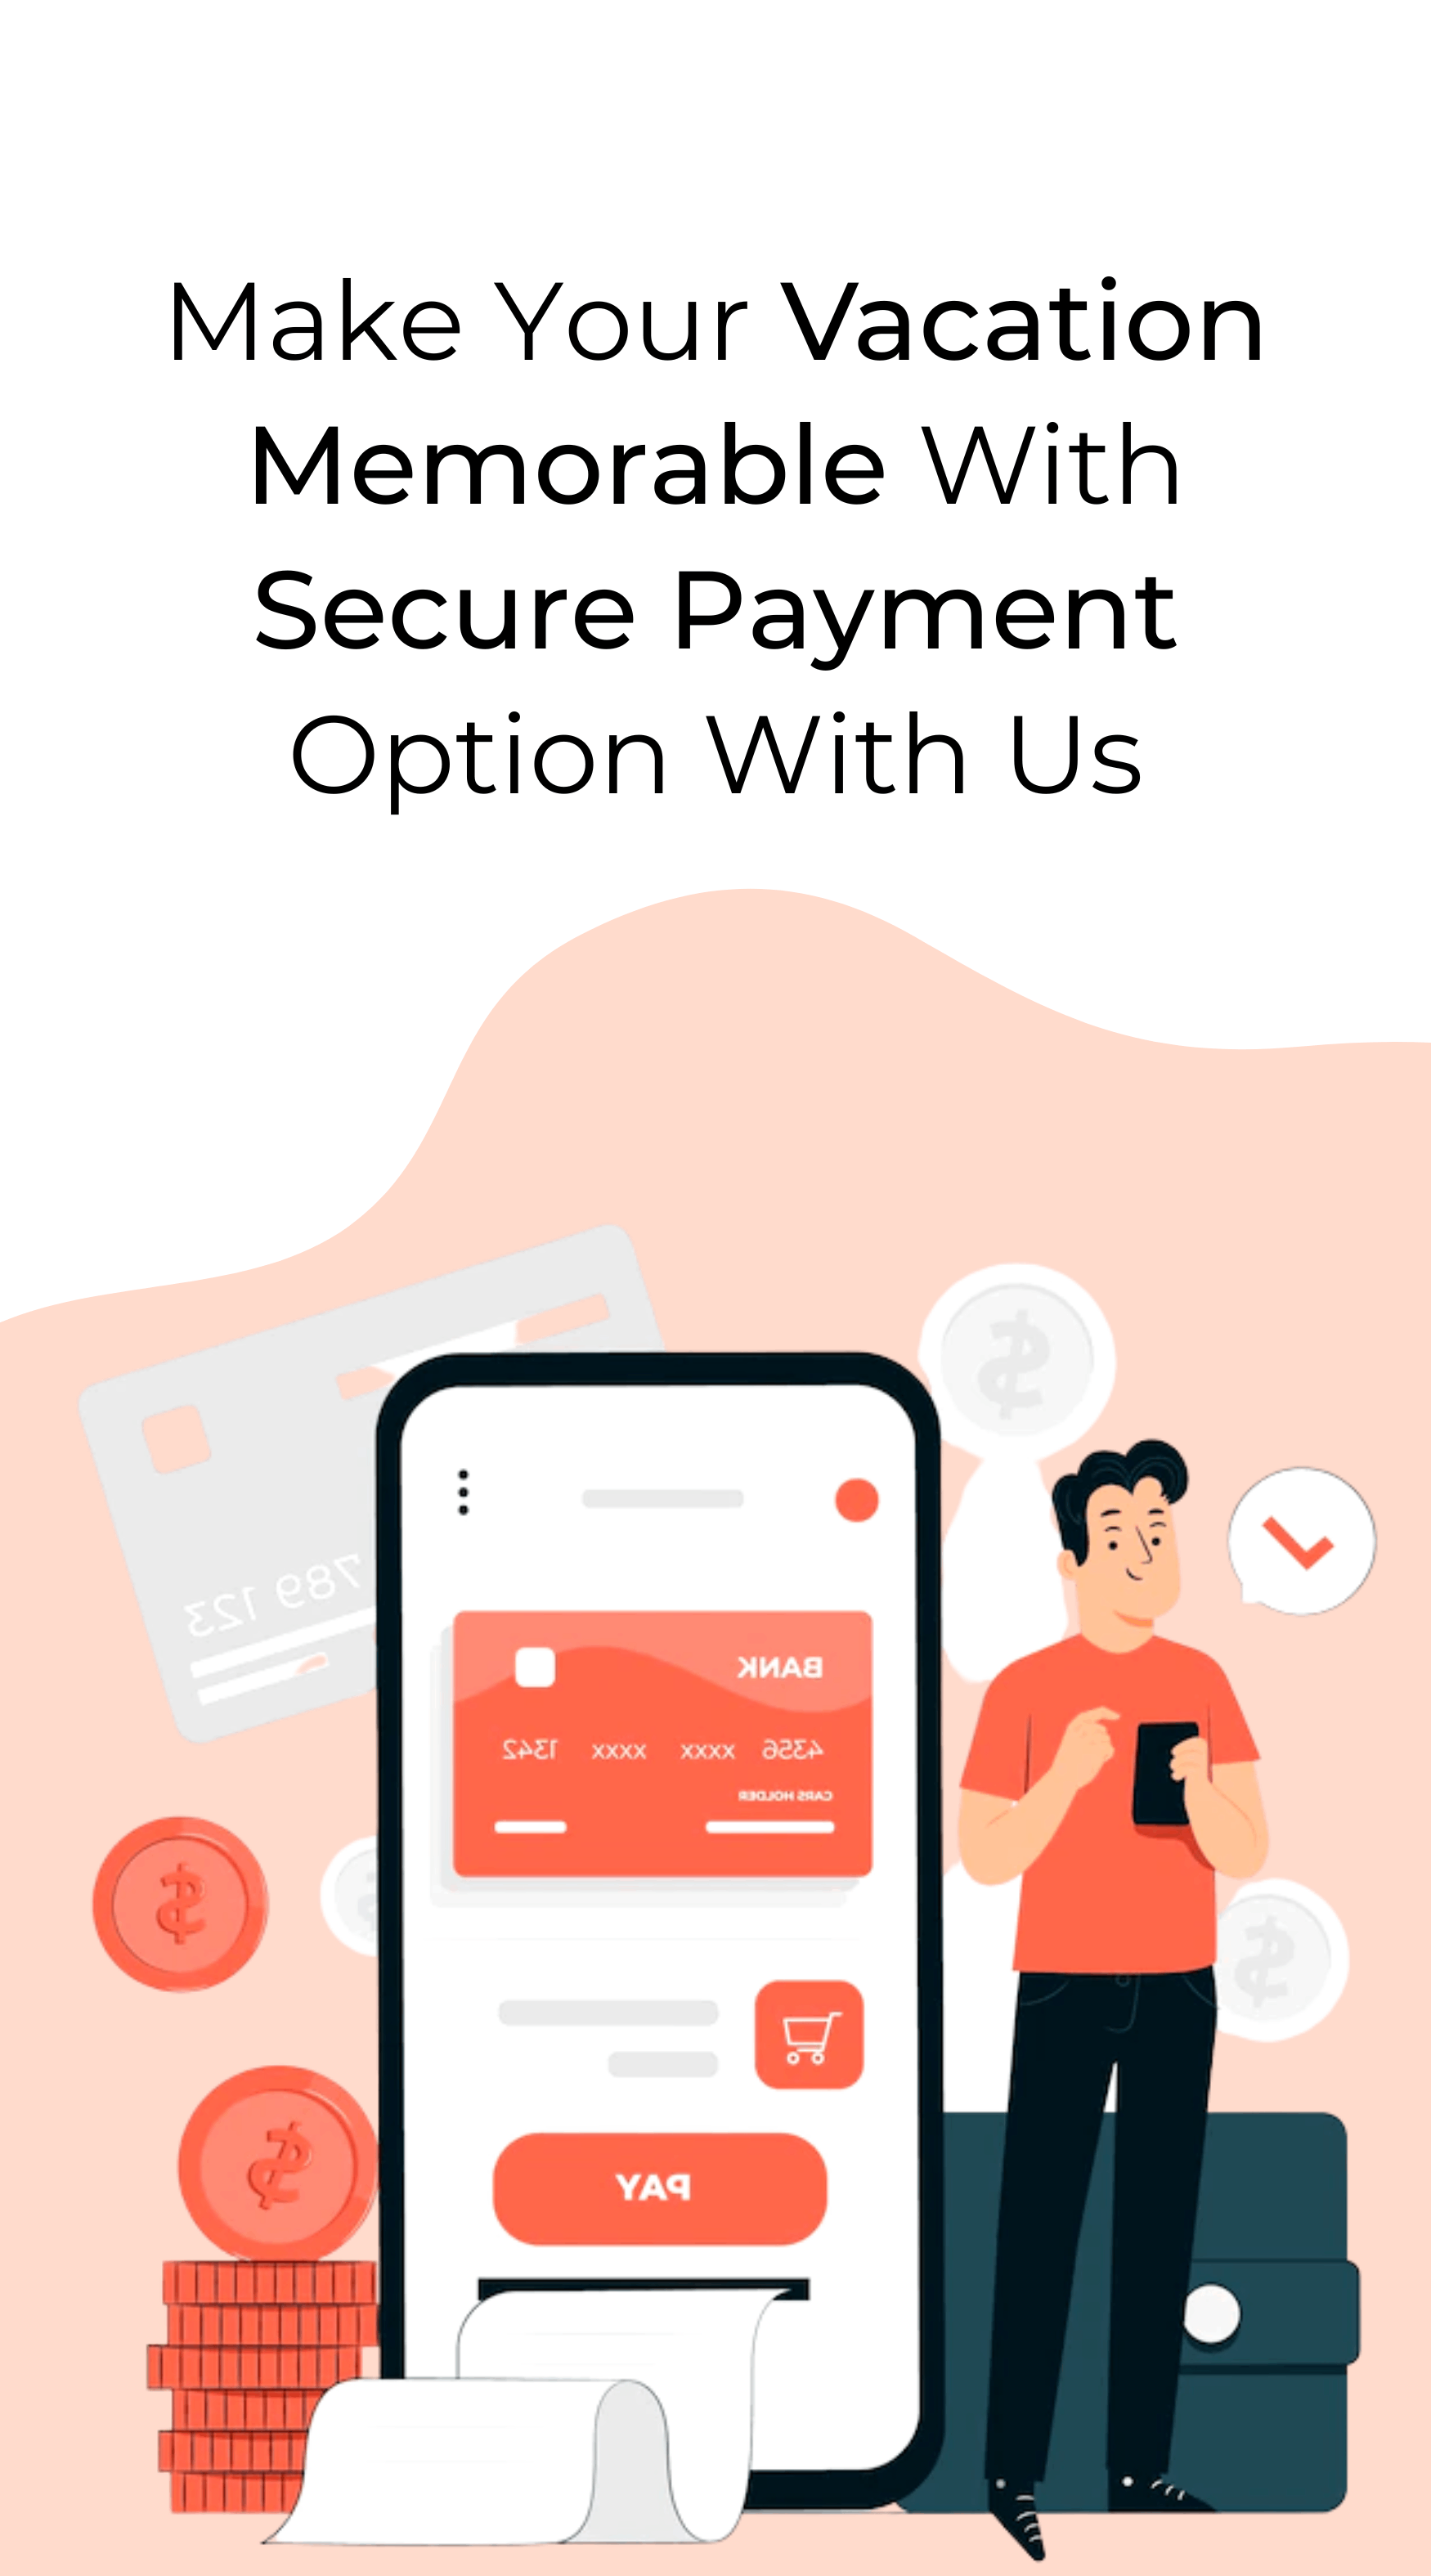 Make Your Vacation
Memorable With
Secure Payment
Option With Us
789 123
BANK
4356 xxxx xxxx 1342
CARS HOLDER
PAY